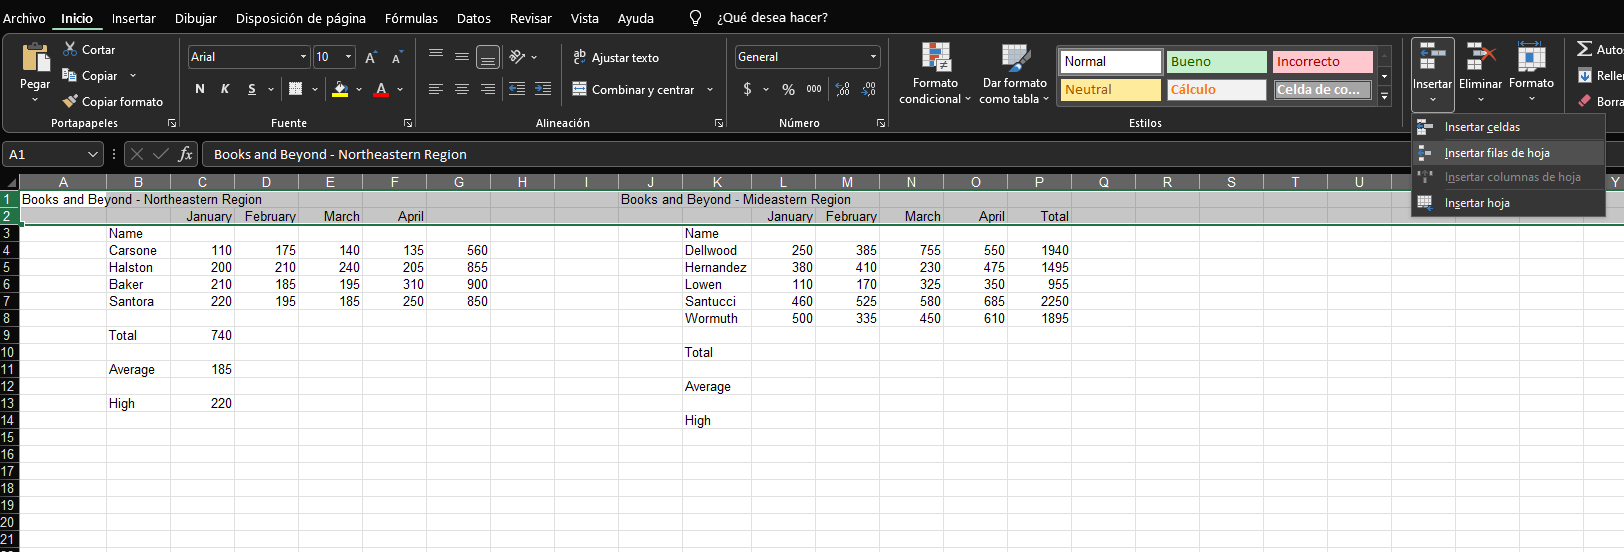 Archivo Inicio Insertar Dibujar Disposición de página Fórmulas Datos Revisar Vista Ayuda ¿Qué desea hacer?
Pegar
Cortar
Copiar
Copiar formato
Portapapeles
Arial 10 A A
N K S A
Fuente
ab Ajustar texto
Combinar y centrar
Alineación
General
$ % 000
Número
Formato condicional
Dar formato como tabla
Normal Bueno Incorrecto
Neutral Cálculo Celda de co...
Estilos
Insertar Eliminar Formato
Insertar celdas
Insertar filas de hoja
Insertar columnas de hoja
Insertar hoja
A1 fx Books and Beyond - Northeastern Region
A B C D E F G H I J K L M N O P Q R S T U Y
1 Books and Beyond - Northeastern Region Books and Beyond - Mideastern Region
2 January February March April January February March April Total
3 Name Name
4 Carsone 110 175 140 135 560 Dellwood 250 385 755 550 1940
5 Halston 200 210 240 205 855 Hernandez 380 410 230 475 1495
6 Baker 210 185 195 310 900 Lowen 110 170 325 350 955
7 Santora 220 195 185 250 850 Santucci 460 525 580 685 2250
8 Wormuth 500 335 450 610 1895
9 Total 740
10 Total
11 Average 185
12 Average
13 High 220
14 High
15
16
17
18
19
20
21